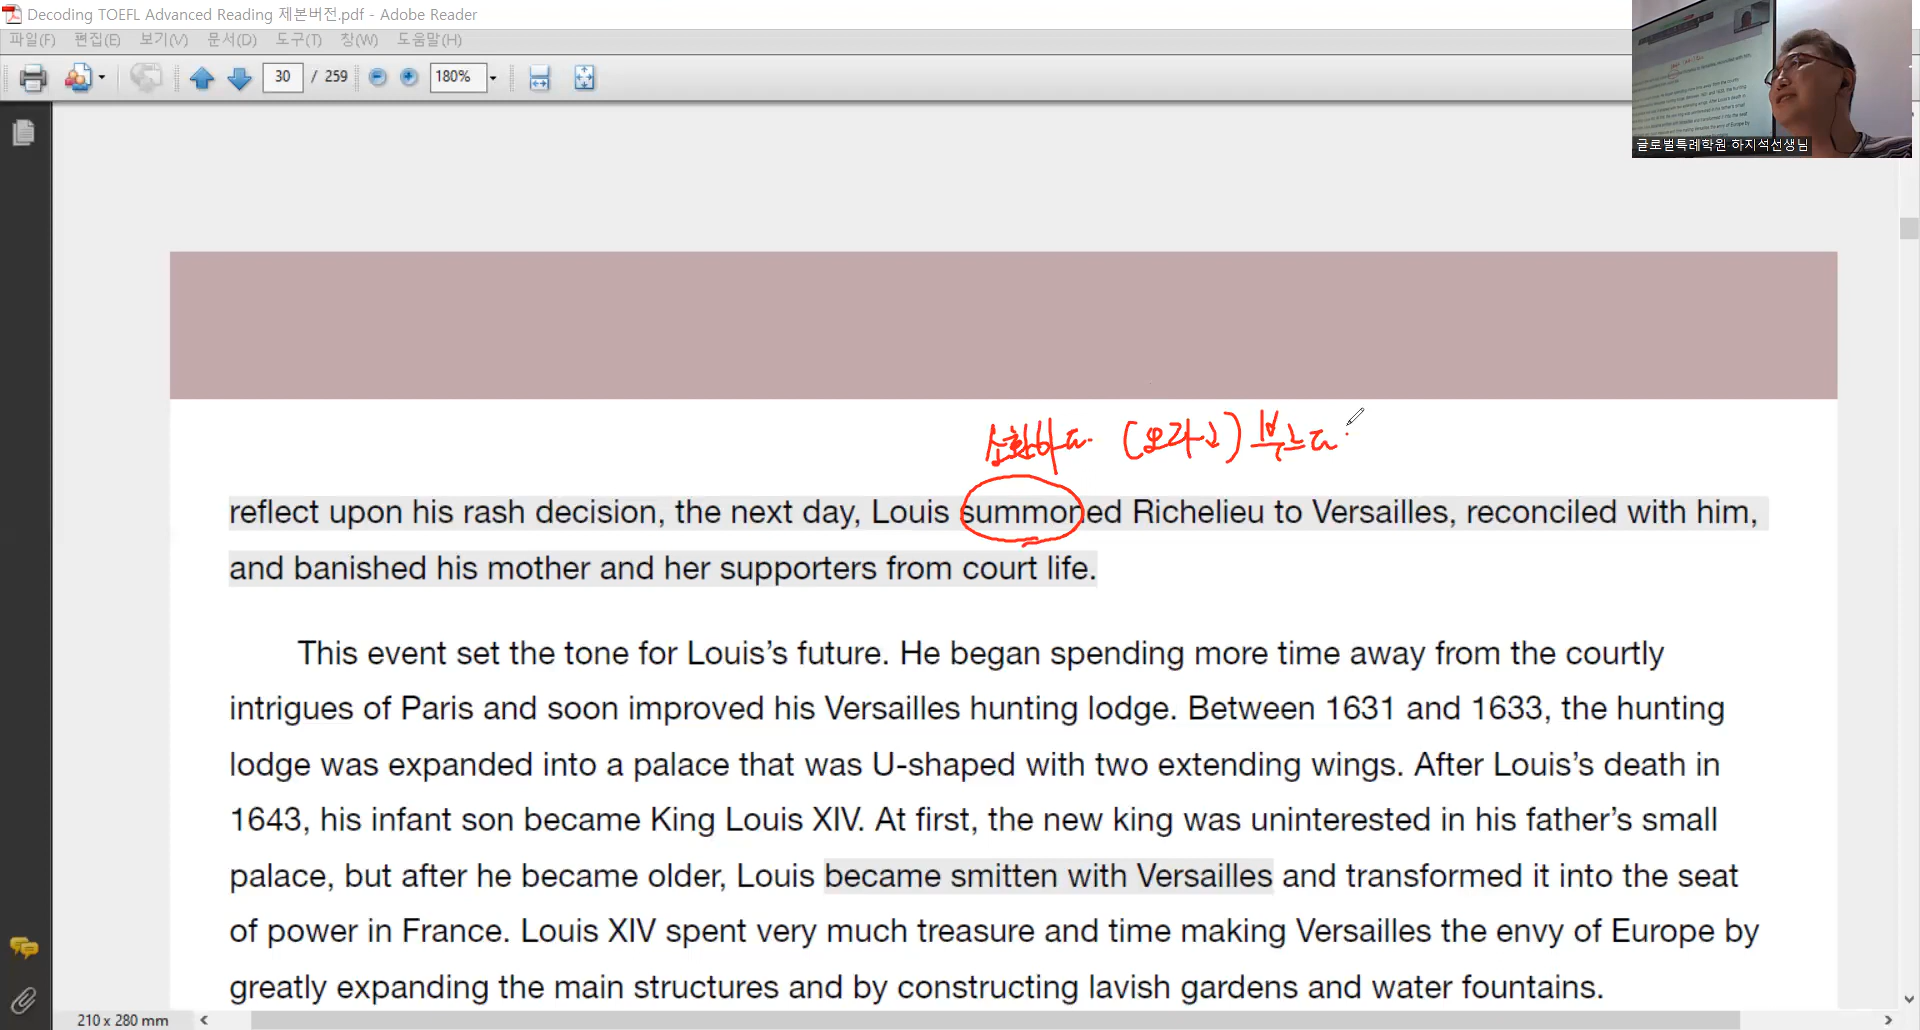 Decoding TOEFL Advanced Reading 제본버전.pdf - Adobe Reader
파일(F) 편집(E) 보기(V) 문서(D) 도구(T) 창(W) 도움말(H)
30 / 259 180%
글로벌특례학원 하지석선생님
소환하다. (오라고) 부르다.
reflect upon his rash decision, the next day, Louis summoned Richelieu to Versailles, reconciled with him,
and banished his mother and her supporters from court life.
This event set the tone for Louis’s future. He began spending more time away from the courtly
intrigues of Paris and soon improved his Versailles hunting lodge. Between 1631 and 1633, the hunting
lodge was expanded into a palace that was U-shaped with two extending wings. After Louis’s death in
1643, his infant son became King Louis XIV. At first, the new king was uninterested in his father’s small
palace, but after he became older, Louis became smitten with Versailles and transformed it into the seat
of power in France. Louis XIV spent very much treasure and time making Versailles the envy of Europe by
greatly expanding the main structures and by constructing lavish gardens and water fountains.
210 x 280 mm